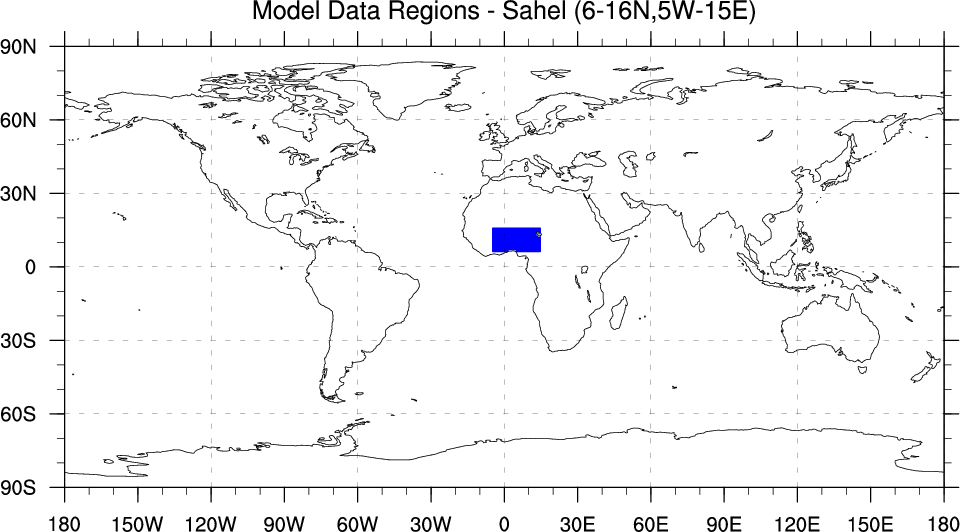 Model Data Regions - Sahel (6-16N,5W-15E)
90N
60N
30N
0
30S
60S
90S
180 150W 120W 90W 60W 30W 0 30E 60E 90E 120E 150E 180